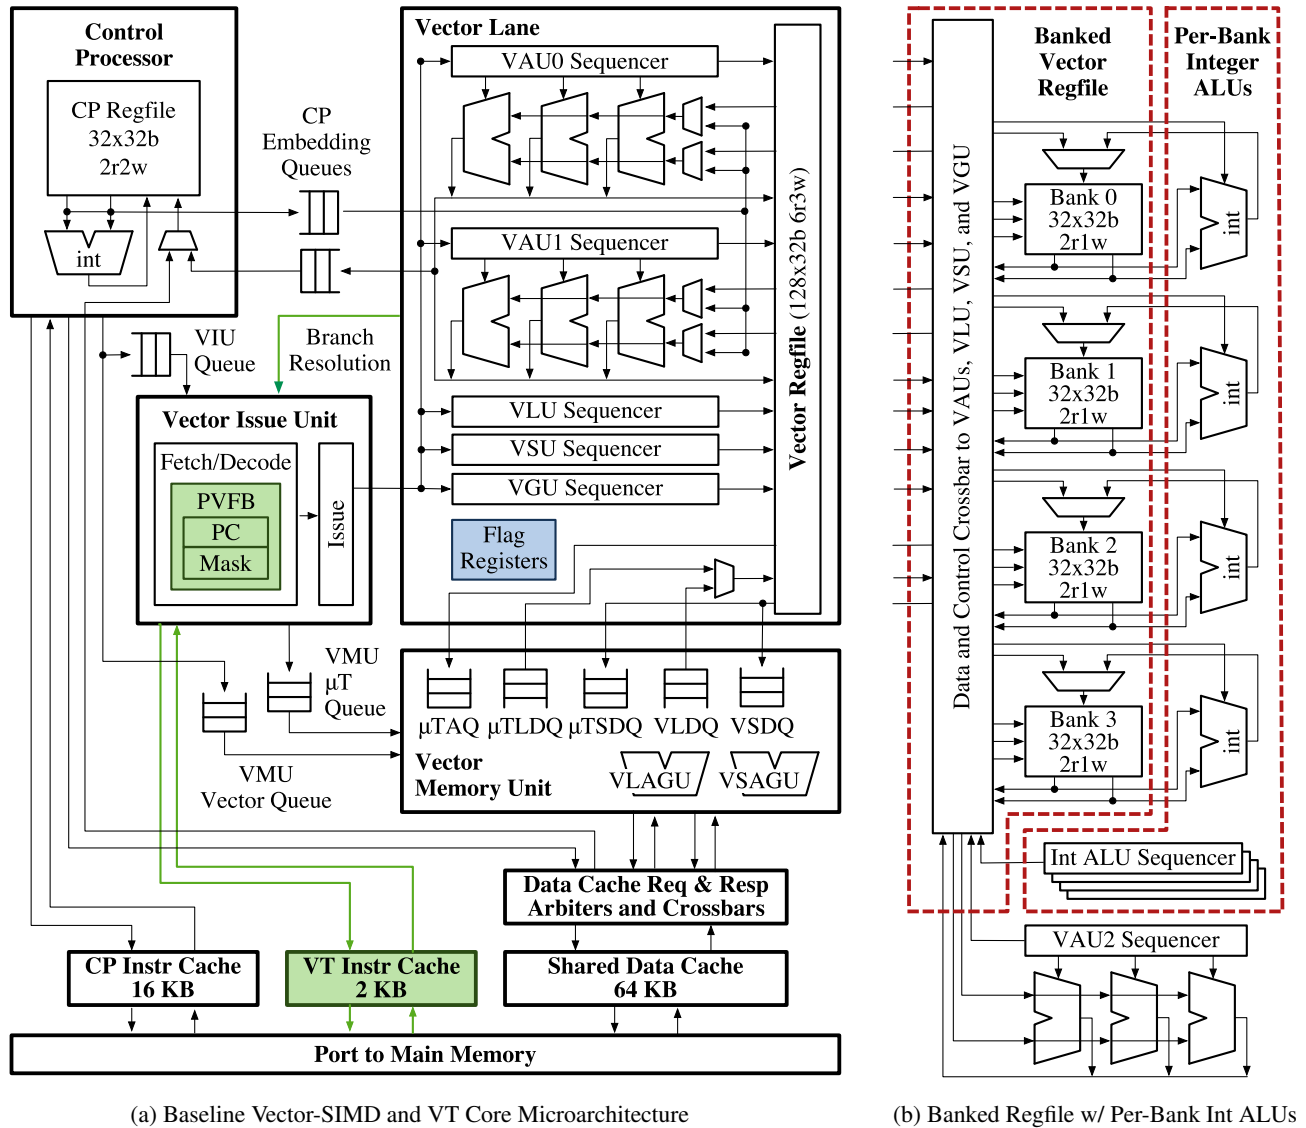 Control
Processor
CP Regfile
32x32b
2r2w
int
CP
Embedding
Queues
VIU
Queue
Branch
Resolution
Vector Issue Unit
Fetch/Decode
PVFB
PC
Mask
Issue
VMU
μT
Queue
VMU
Vector Queue
Vector Lane
VAU0 Sequencer
VAU1 Sequencer
VLU Sequencer
VSU Sequencer
VGU Sequencer
Flag
Registers
Vector Regfile (128x32b 6r3w)
μTAQ
μTLDQ
μTSDQ
VLDQ
VSDQ
Vector
Memory Unit
VLAGU
VSAGU
Data Cache Req & Resp
Arbiters and Crossbars
CP Instr Cache
16 KB
VT Instr Cache
2 KB
Shared Data Cache
64 KB
Port to Main Memory
(a) Baseline Vector-SIMD and VT Core Microarchitecture
Data and Control Crossbar to VAUs, VLU, VSU, and VGU
Banked
Vector
Regfile
Per-Bank
Integer
ALUs
Bank 0
32x32b
2r1w
int
Bank 1
32x32b
2r1w
int
Bank 2
32x32b
2r1w
int
Bank 3
32x32b
2r1w
int
Int ALU Sequencer
VAU2 Sequencer
(b) Banked Regfile w/ Per-Bank Int ALUs